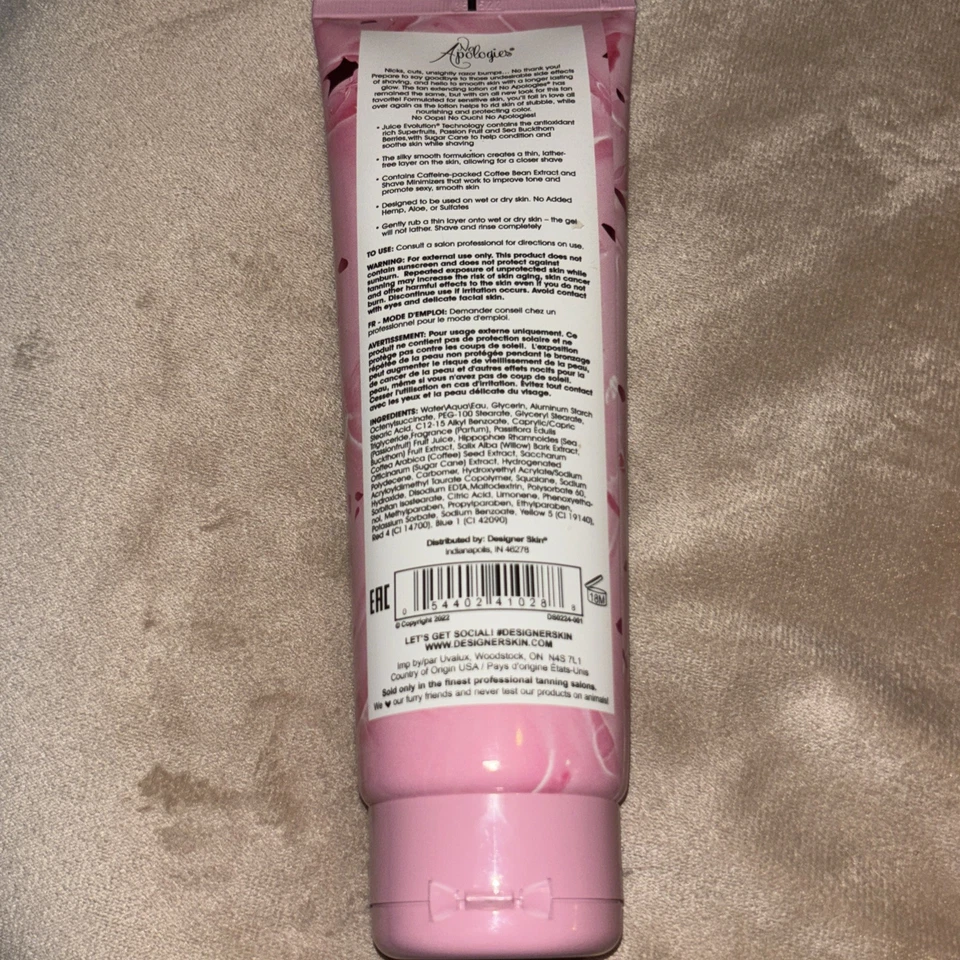 No
Apologies®
Nicks, cuts, unsightly razor bumps... No thank you!
Prepare to say goodbye to those undesirable side effects
of shaving, and hello to smooth skin with a longer lasting
glow. The tan extending lotion of No Apologies® has
remained the same, but with an all new look for this tan
favorite! Formulated for sensitive skin, you'll fall in love all
over again as the lotion helps to rid skin of stubble, while
nourishing and protecting color.
No Oops! No Ouch! No Apologies!
• Juice Evolution® Technology contains the antioxidant
rich Superfruits, Passion Fruit and Sea Buckthorn
Berries,with Sugar Cane to help condition and
soothe skin while shaving
• The silky smooth formulation creates a thin, lather-
free layer on the skin, allowing for a closer shave
• Contains Caffeine-packed Coffee Bean Extract and
Shave Minimizers that work to improve tone and
promote sexy, smooth skin
• Designed to be used on wet or dry skin. No Added
Hemp, Aloe, or Sulfates
• Gently rub a thin layer onto wet or dry skin – the gel
will not lather. Shave and rinse completely
TO USE: Consult a salon professional for directions on use.
WARNING: For external use only. This product does not
contain sunscreen and does not protect against
sunburn. Repeated exposure of unprotected skin while
tanning may increase the risk of skin aging, skin cancer
and other harmful effects to the skin even if you do not
burn. Discontinue use if irritation occurs. Avoid contact
with eyes and delicate facial skin.
FR - MODE D'EMPLOI: Demander conseil chez un
professionnel pour le mode d'emploi.
AVERTISSEMENT: Pour usage externe uniquement. Ce
produit ne contient pas de protection solaire et ne
protège pas contre les coups de soleil. L'exposition
répétée de la peau non protégée pendant le bronzage
peut augmenter le risque de vieillissement de la peau,
de cancer de la peau et d'autres effets nocifs pour la
peau, même si vous n'avez pas de coup de soleil.
Cesser l'utilisation en cas d'irritation. Évitez tout contact
avec les yeux et la peau délicate du visage.
INGREDIENTS: Water\Aqua\Eau, Glycerin, Aluminum Starch
Octenylsuccinate, PEG-100 Stearate, Glyceryl Stearate,
Stearic Acid, C12-15 Alkyl Benzoate, Caprylic/Capric
Triglyceride,Fragrance (Parfum), Passiflora Edulis
(Passionfruit) Fruit Juice, Hippophae Rhamnoides (Sea
Buckthorn) Fruit Extract, Salix Alba (Willow) Bark Extract,
Coffea Arabica (Coffee) Seed Extract, Saccharum
Officinarum (Sugar Cane) Extract, Hydrogenated
Polydecene, Carbomer, Hydroxyethyl Acrylate/Sodium
Acryloyldimethyl Taurate Copolymer, Squalane, Sodium
Hydroxide, Disodium EDTA,Maltodextrin, Polysorbate 60,
Sorbitan Isostearate, Citric Acid, Limonene, Phenoxyetha-
nol, Methylparaben, Propylparaben, Ethylparaben,
Potassium Sorbate, Sodium Benzoate, Yellow 5 (CI 19140),
Red 4 (CI 14700), Blue 1 (CI 42090)
Distributed by: Designer Skin®
Indianapolis, IN 46278
EAC
0 54402 41028 8
18M
© Copyright 2022 DS0224-001
LET'S GET SOCIAL! #DESIGNERSKIN
WWW.DESIGNERSKIN.COM
Imp by/par Uvalux, Woodstock, ON N4S 7L1
Country of Origin USA / Pays d'origine États-Unis
Sold only in the finest professional tanning salons.
We ♥ our furry friends and never test our products on animals!